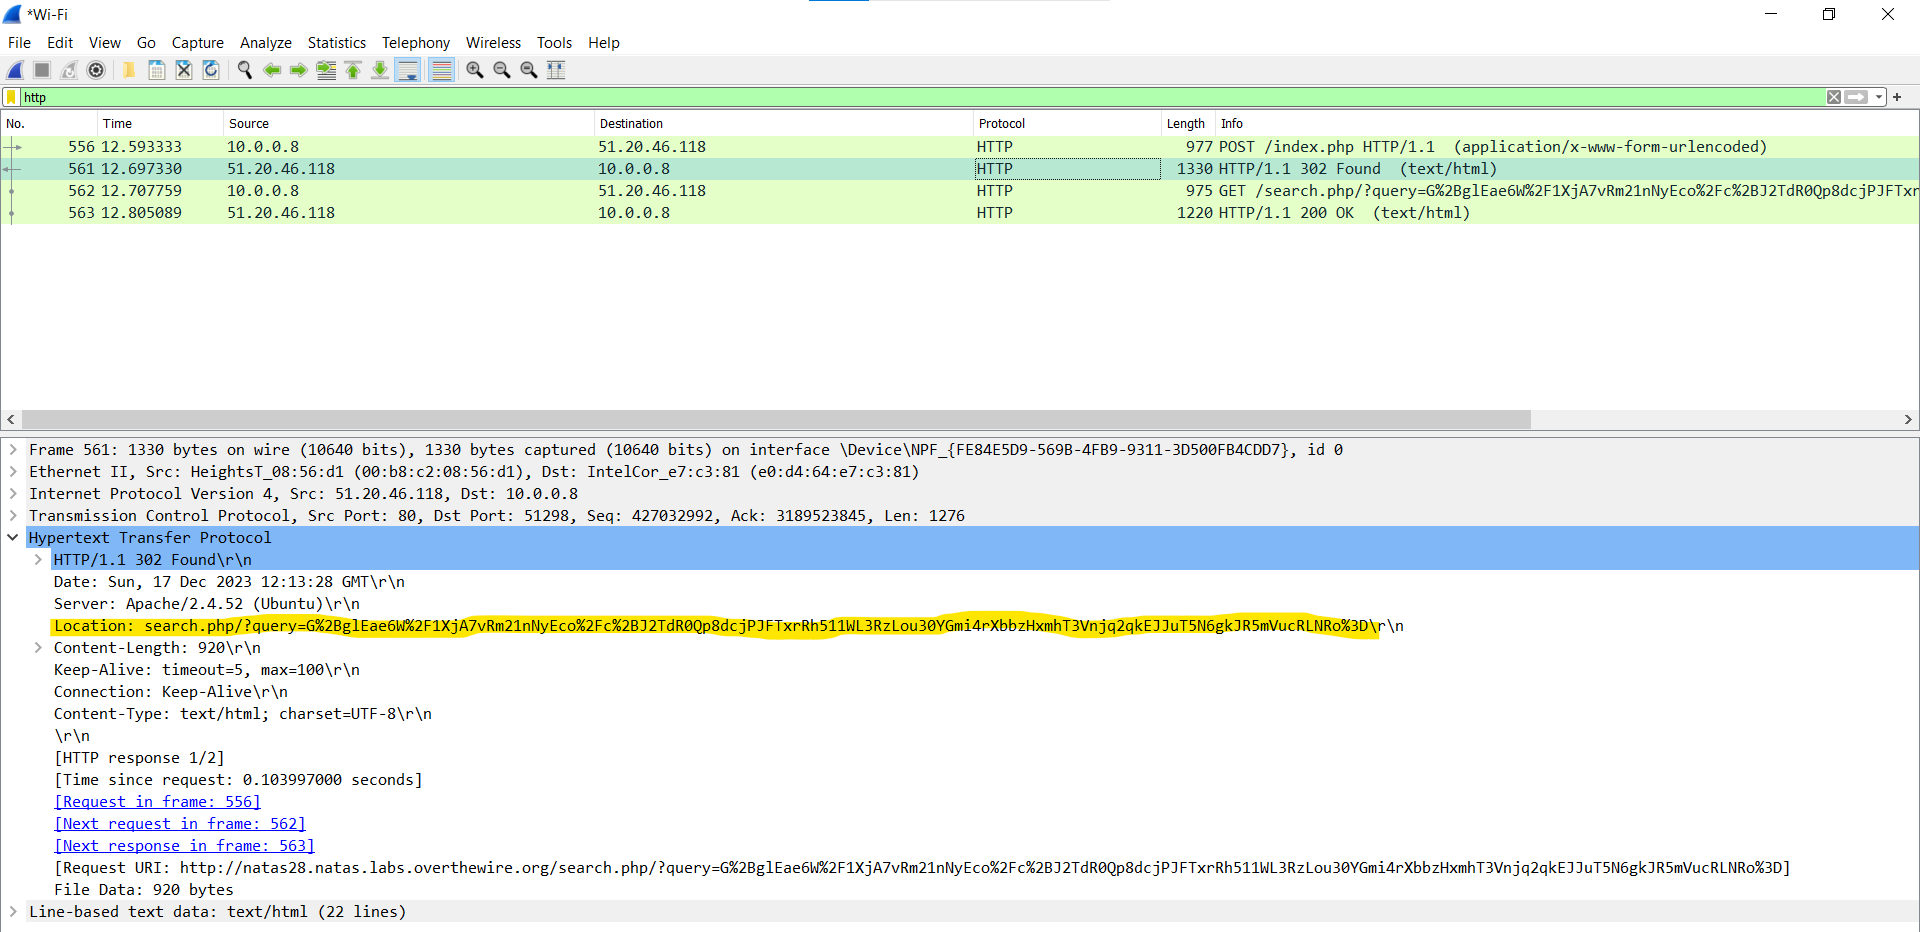 *Wi-Fi
File Edit View Go Capture Analyze Statistics Telephony Wireless Tools Help
http
No. Time Source Destination Protocol Length Info
556 12.593333 10.0.0.8 51.20.46.118 HTTP 977 POST /index.php HTTP/1.1 (application/x-www-form-urlencoded)
561 12.697330 51.20.46.118 10.0.0.8 HTTP 1330 HTTP/1.1 302 Found (text/html)
562 12.707759 10.0.0.8 51.20.46.118 HTTP 975 GET /search.php/?query=G%2BglEae6W%2F1XjA7vRm21nNyEco%2Fc%2BJ2TdR0Qp8dcjPJFTxr
563 12.805089 51.20.46.118 10.0.0.8 HTTP 1220 HTTP/1.1 200 OK (text/html)
Frame 561: 1330 bytes on wire (10640 bits), 1330 bytes captured (10640 bits) on interface \Device\NPF_{FE84E5D9-569B-4FB9-9311-3D500FB4CDD7}, id 0
Ethernet II, Src: HeightsT_08:56:d1 (00:b8:c2:08:56:d1), Dst: IntelCor_e7:c3:81 (e0:d4:64:e7:c3:81)
Internet Protocol Version 4, Src: 51.20.46.118, Dst: 10.0.0.8
Transmission Control Protocol, Src Port: 80, Dst Port: 51298, Seq: 427032992, Ack: 3189523845, Len: 1276
Hypertext Transfer Protocol
HTTP/1.1 302 Found\r\n
Date: Sun, 17 Dec 2023 12:13:28 GMT\r\n
Server: Apache/2.4.52 (Ubuntu)\r\n
Location: search.php/?query=G%2BglEae6W%2F1XjA7vRm21nNyEco%2Fc%2BJ2TdR0Qp8dcjPJFTxrRh511WL3RzLou30YGmi4rXbbzHxmhT3Vnjq2qkEJJuT5N6gkJR5mVucRLNRo%3D\r\n
Content-Length: 920\r\n
Keep-Alive: timeout=5, max=100\r\n
Connection: Keep-Alive\r\n
Content-Type: text/html; charset=UTF-8\r\n
\r\n
[HTTP response 1/2]
[Time since request: 0.103997000 seconds]
[Request in frame: 556]
[Next request in frame: 562]
[Next response in frame: 563]
[Request URI: http://natas28.natas.labs.overthewire.org/search.php/?query=G%2BglEae6W%2F1XjA7vRm21nNyEco%2Fc%2BJ2TdR0Qp8dcjPJFTxrRh511WL3RzLou30YGmi4rXbbzHxmhT3Vnjq2qkEJJuT5N6gkJR5mVucRLNRo%3D]
File Data: 920 bytes
Line-based text data: text/html (22 lines)